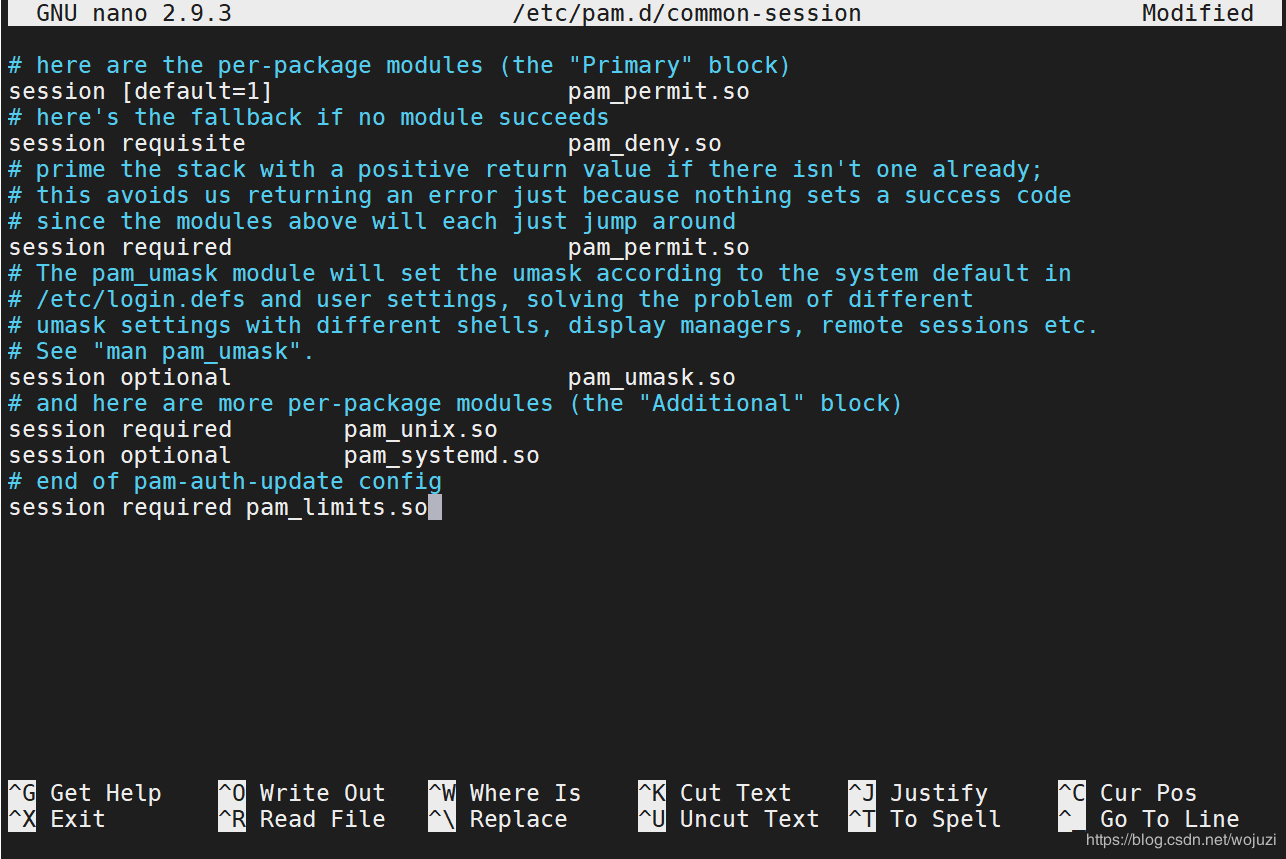 GNU nano 2.9.3 /etc/pam.d/common-session Modified
# here are the per-package modules (the "Primary" block)
session [default=1] pam_permit.so
# here's the fallback if no module succeeds
session requisite pam_deny.so
# prime the stack with a positive return value if there isn't one already;
# this avoids us returning an error just because nothing sets a success code
# since the modules above will each just jump around
session required pam_permit.so
# The pam_umask module will set the umask according to the system default in
# /etc/login.defs and user settings, solving the problem of different
# umask settings with different shells, display managers, remote sessions etc.
# See "man pam_umask".
session optional pam_umask.so
# and here are more per-package modules (the "Additional" block)
session required pam_unix.so
session optional pam_systemd.so
# end of pam-auth-update config
session required pam_limits.so
^G Get Help ^O Write Out ^W Where Is ^K Cut Text ^J Justify ^C Cur Pos
^X Exit ^R Read File ^\ Replace ^U Uncut Text ^T To Spell ^_ Go To Line
https://blog.csdn.net/wojuzi